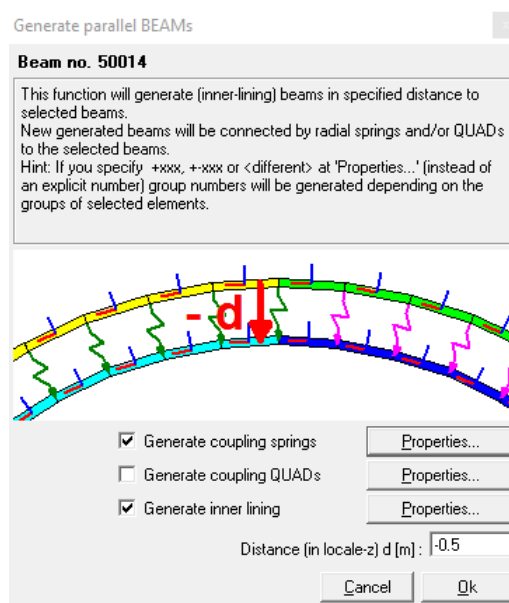 Generate parallel BEAMs
Beam no. 50014
This function will generate (inner-lining) beams in specified distance to
selected beams.
New generated beams will be connected by radial springs and/or QUADs
to the selected beams.
Hint: If you specify +xxx, +-xxx or <different> at 'Properties...' (instead of
an explicit number) group numbers will be generated depending on the
groups of selected elements.
- d
Generate coupling springs Properties...
Generate coupling QUADs Properties...
Generate inner lining Properties...
Distance (in locale-z) d [m] : -0.5
Cancel Ok